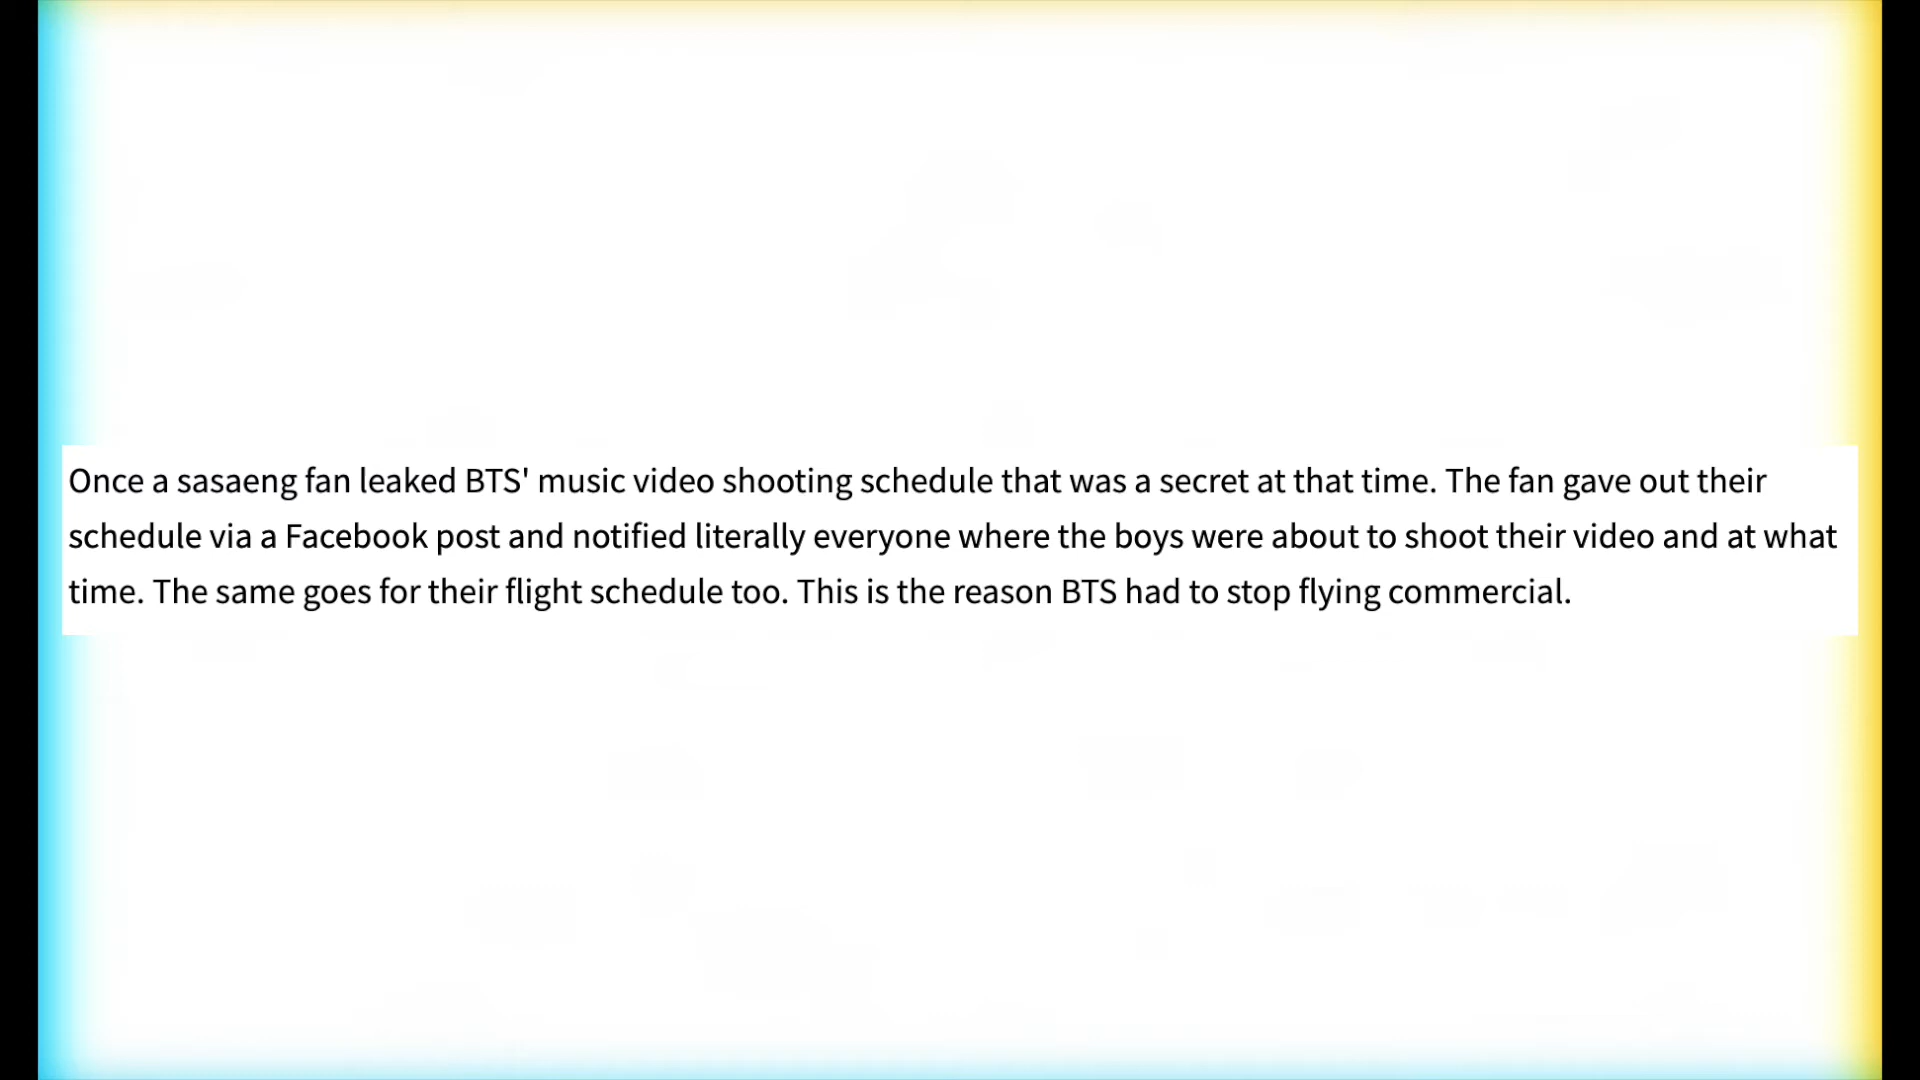 Once a sasaeng fan leaked BTS' music video shooting schedule that was a secret at that time. The fan gave out their
schedule via a Facebook post and notified literally everyone where the boys were about to shoot their video and at what
time. The same goes for their flight schedule too. This is the reason BTS had to stop flying commercial.